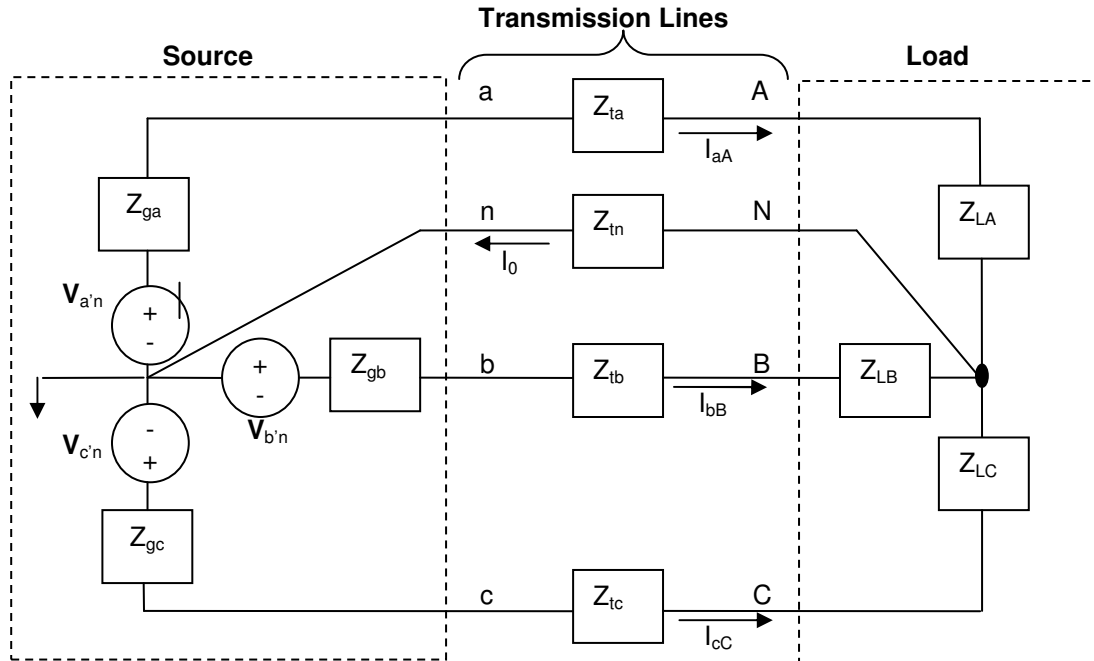 Transmission Lines
Source
Load
a
A
Z_ta
I_aA
Z_ga
n
N
Z_tn
I_0
Z_LA
V_a'n
+
-
+
-
Z_gb
b
B
Z_tb
I_bB
Z_LB
V_b'n
V_c'n
-
+
Z_LC
Z_gc
c
C
Z_tc
I_cC